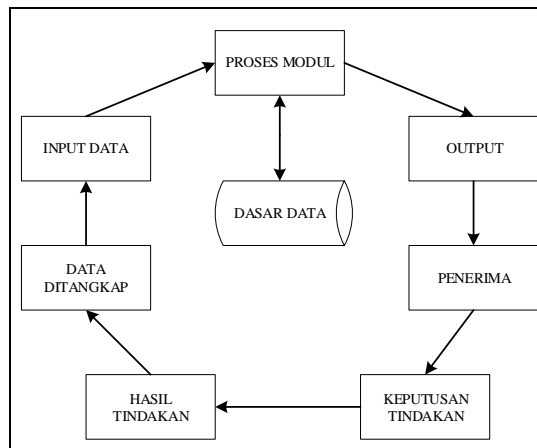 PROSES MODUL
INPUT DATA
OUTPUT
DASAR DATA
DATA
DITANGKAP
PENERIMA
HASIL
TINDAKAN
KEPUTUSAN
TINDAKAN